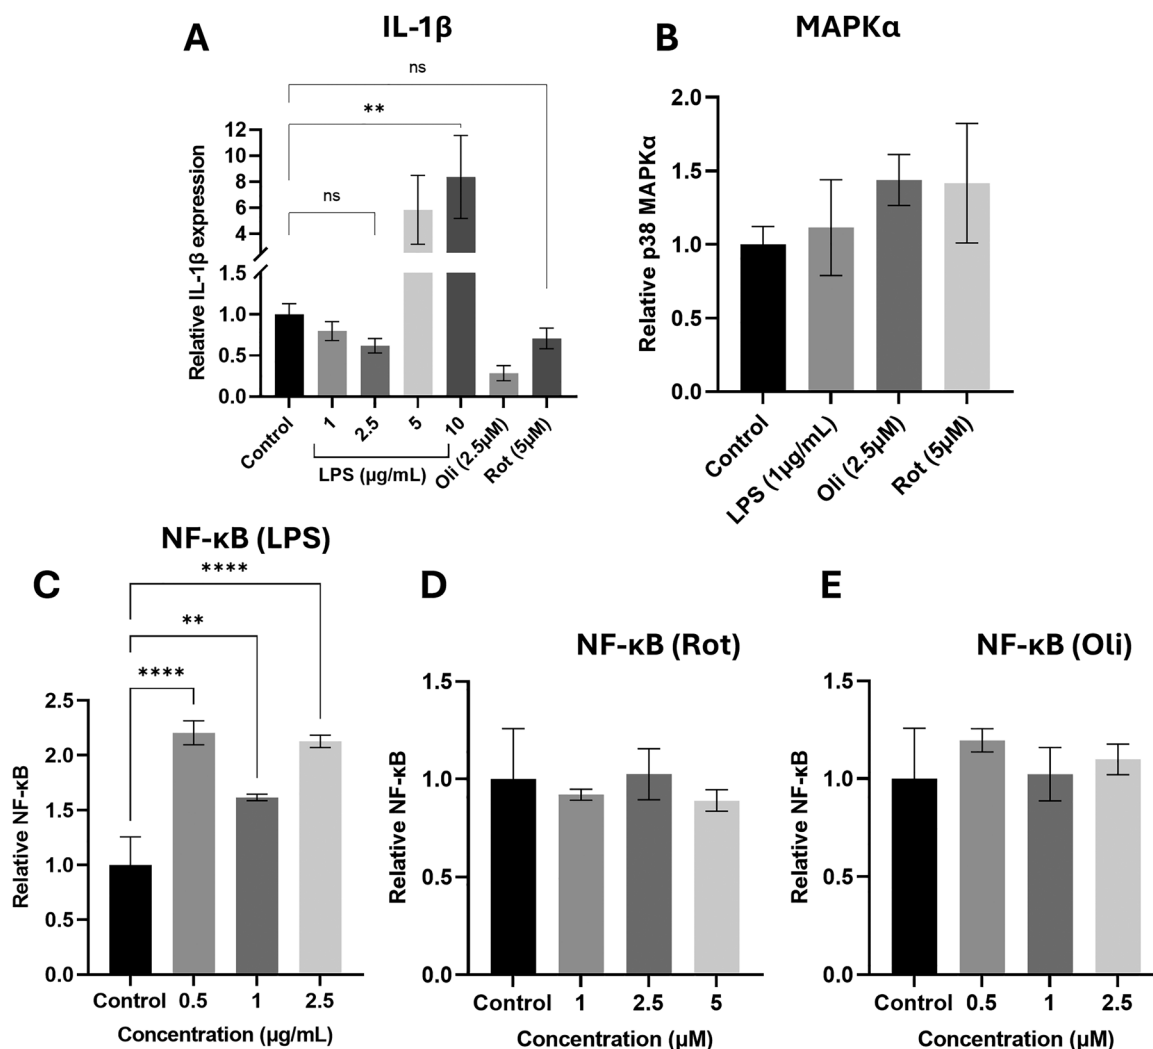 A
IL-1β
ns
**
ns
Relative IL-1β expression
12
10
8
6
4
1.5
1.0
0.5
0.0
Control
1
2.5
5
10
Oli (2.5μM)
Rot (5μM)
LPS (μg/mL)
B
MAPKα
Relative p38 MAPKα
2.0
1.5
1.0
0.5
0.0
Control
LPS (1μg/mL)
Oli (2.5μM)
Rot (5μM)
C
NF-κB (LPS)
****
**
****
Relative NF-κB
2.5
2.0
1.5
1.0
0.5
0.0
Control 0.5 1 2.5
Concentration (μg/mL)
D
NF-κB (Rot)
Relative NF-κB
1.5
1.0
0.5
0.0
Control 1 2.5 5
Concentration (μM)
E
NF-κB (Oli)
Relative NF-κB
1.5
1.0
0.5
0.0
Control 0.5 1 2.5
Concentration (μM)